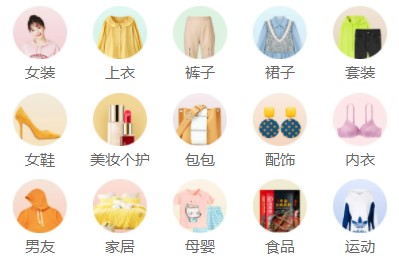 女装 上衣 裤子 裙子 套装
女鞋 美妆个护 包包 配饰 内衣
男友 家居 母婴 食品 运动